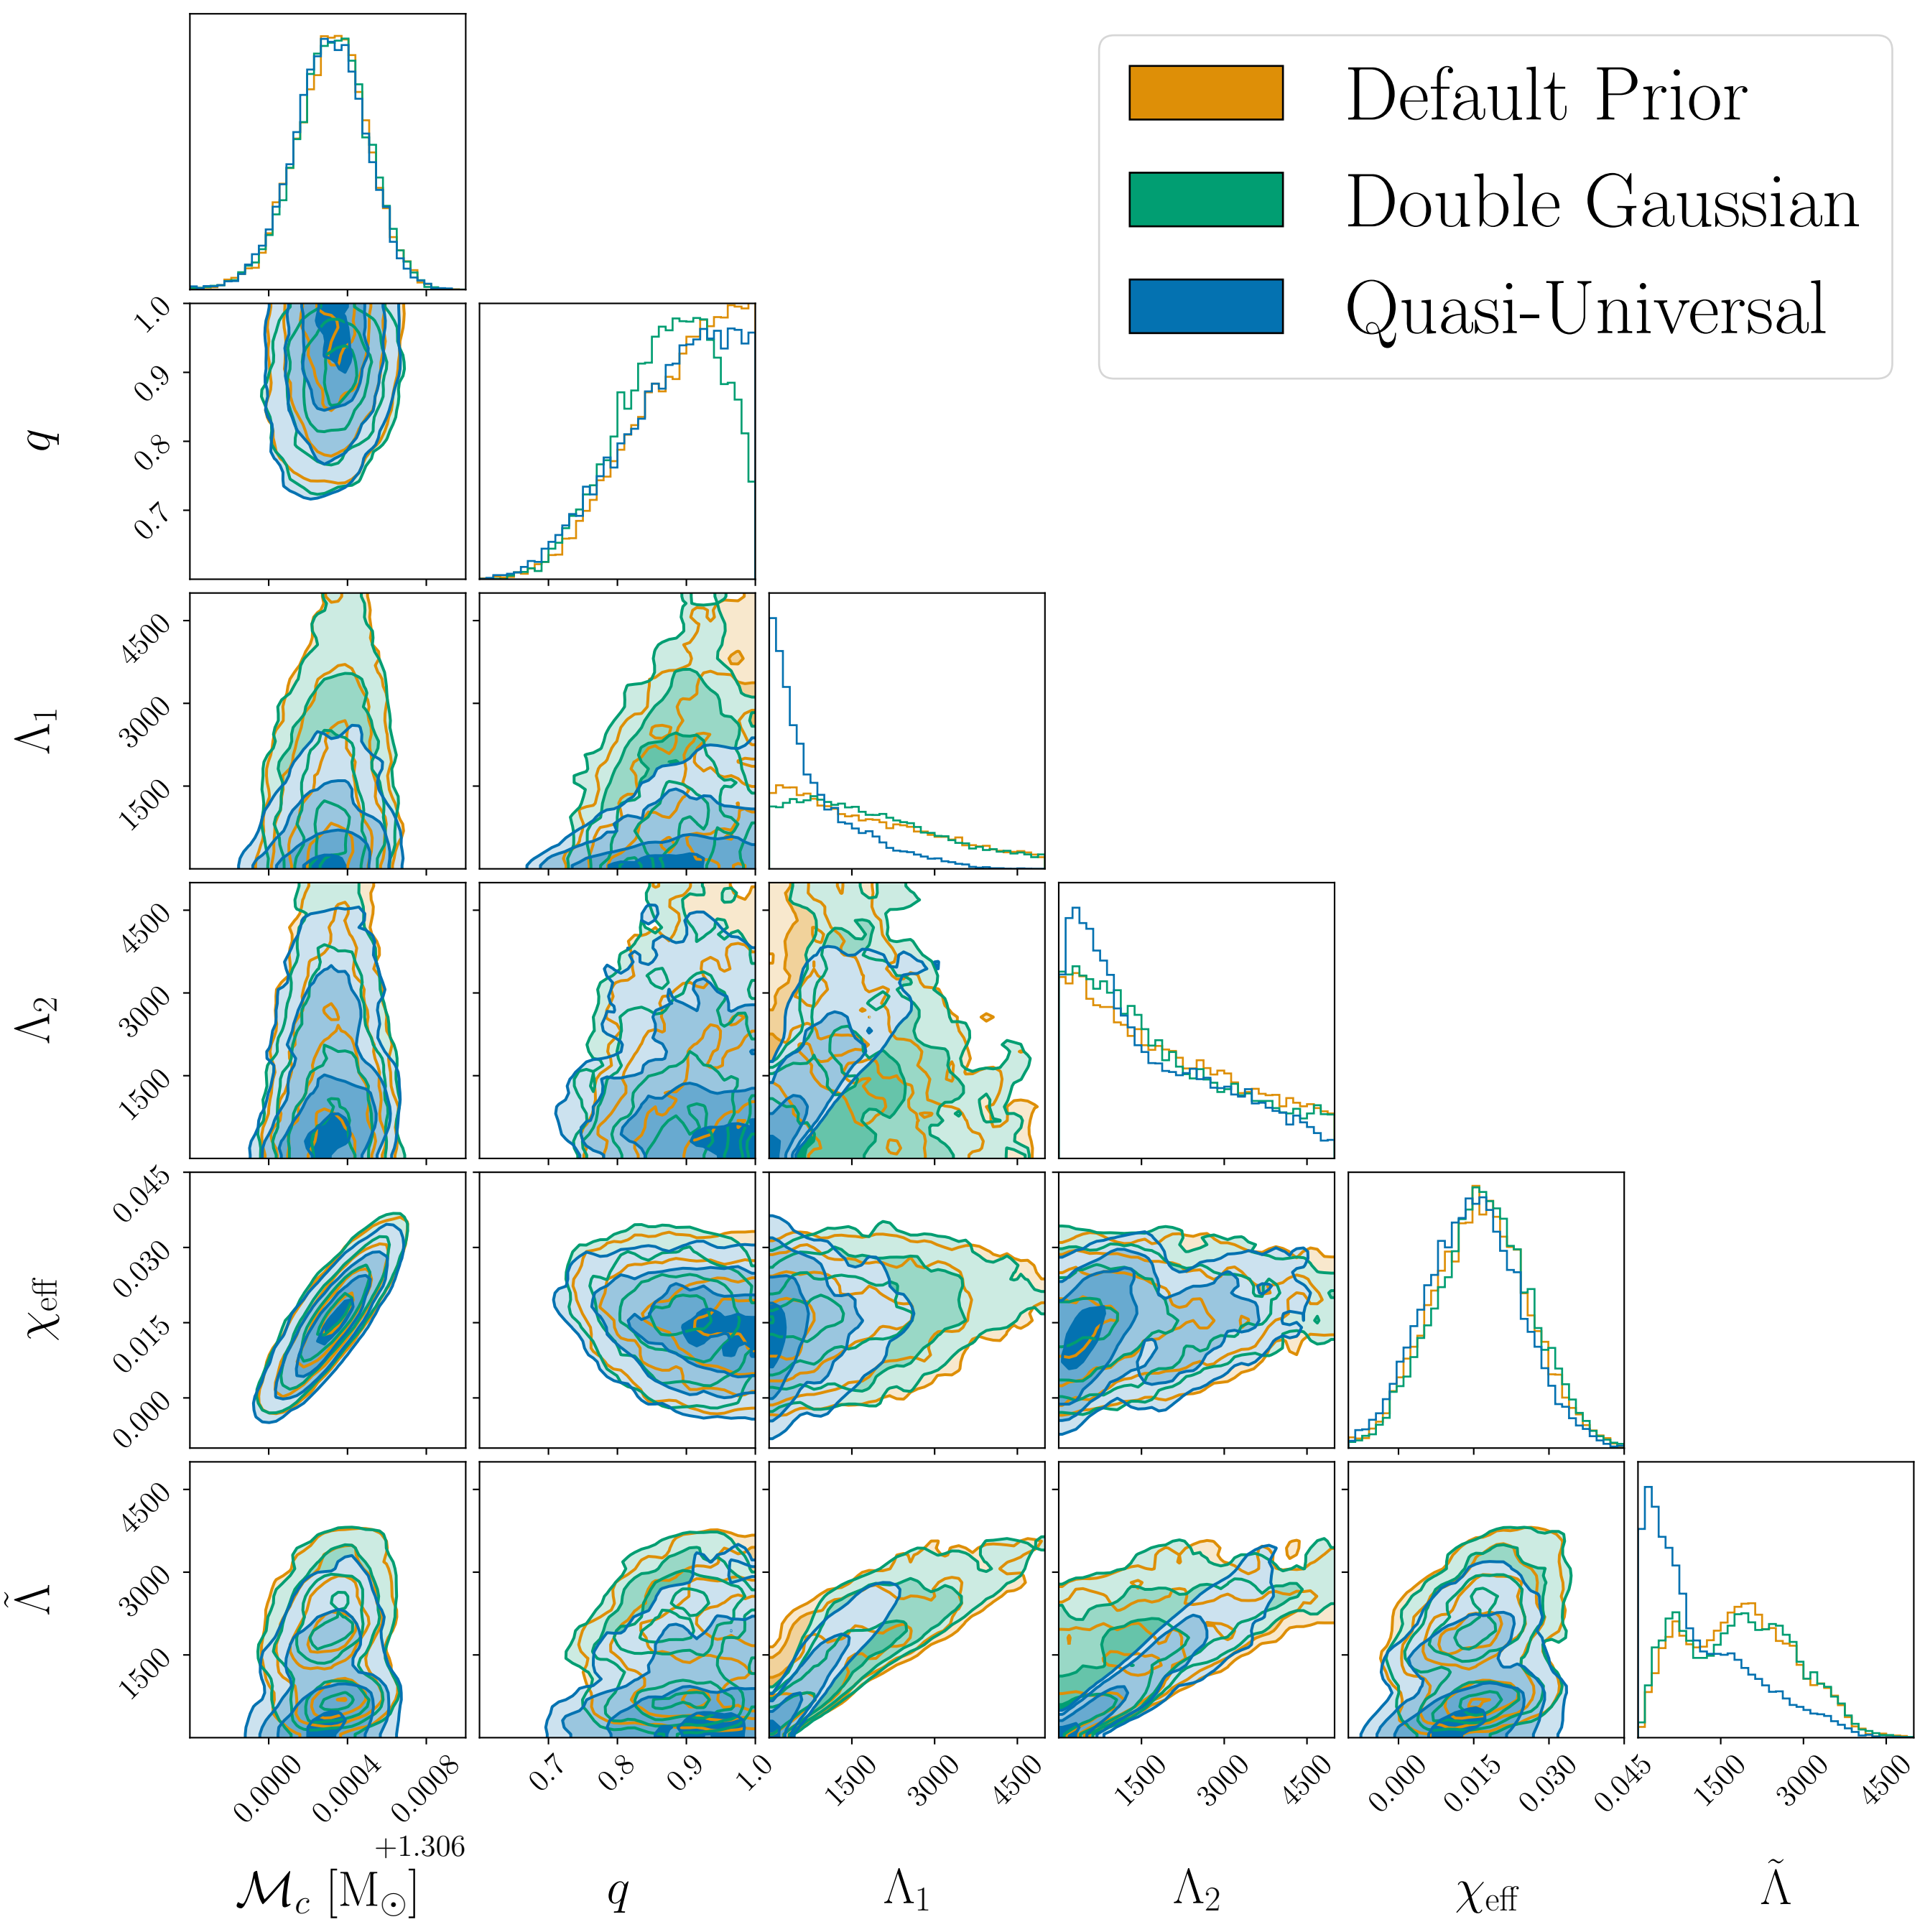 Default Prior
Double Gaussian
Quasi-Universal
q
1.0
0.9
0.8
0.7
Λ₁
4500
3000
1500
Λ₂
4500
3000
1500
χeff
0.045
0.030
0.015
0.000
Λ̃
4500
3000
1500
0.0000 0.0004 0.0008
0.7 0.8 0.9 1.0
1500 3000 4500
1500 3000 4500
0.000 0.015 0.030 0.045
1500 3000 4500
+1.306
ℳc [M⊙] q Λ₁ Λ₂ χeff Λ̃